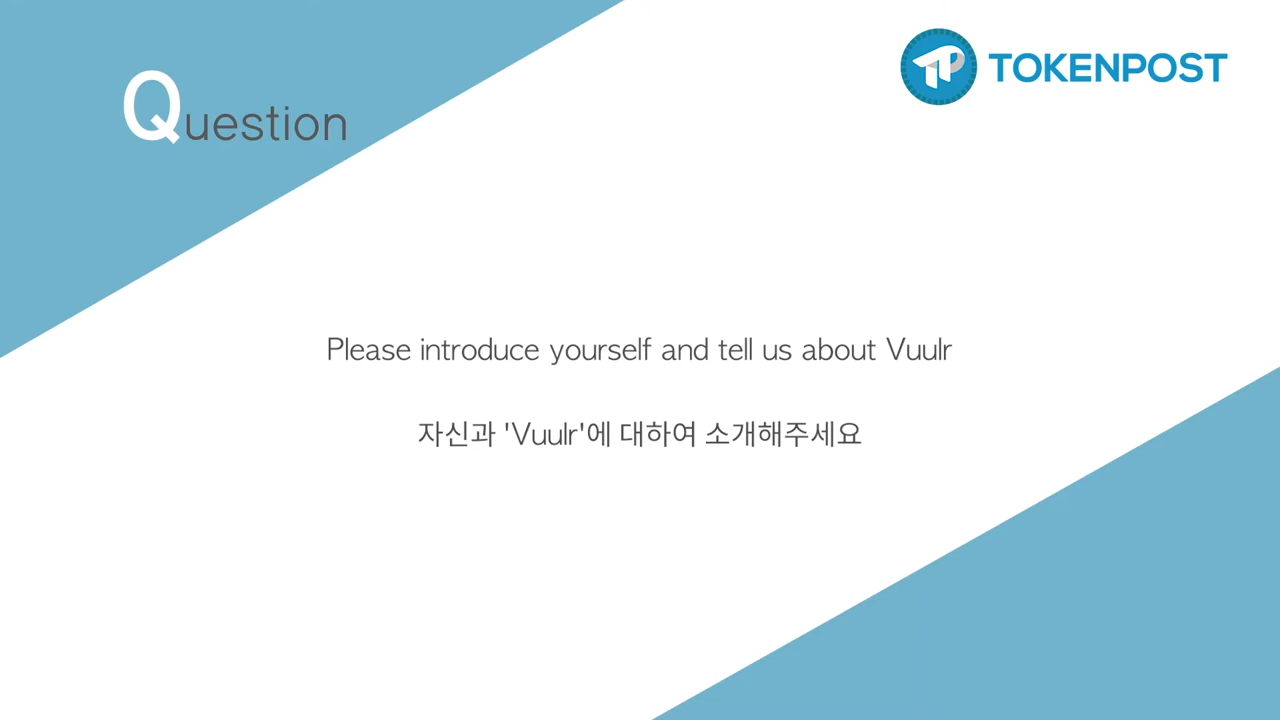 Question
TOKENPOST
Please introduce yourself and tell us about Vuulr
자신과 'Vuulr'에 대하여 소개해주세요